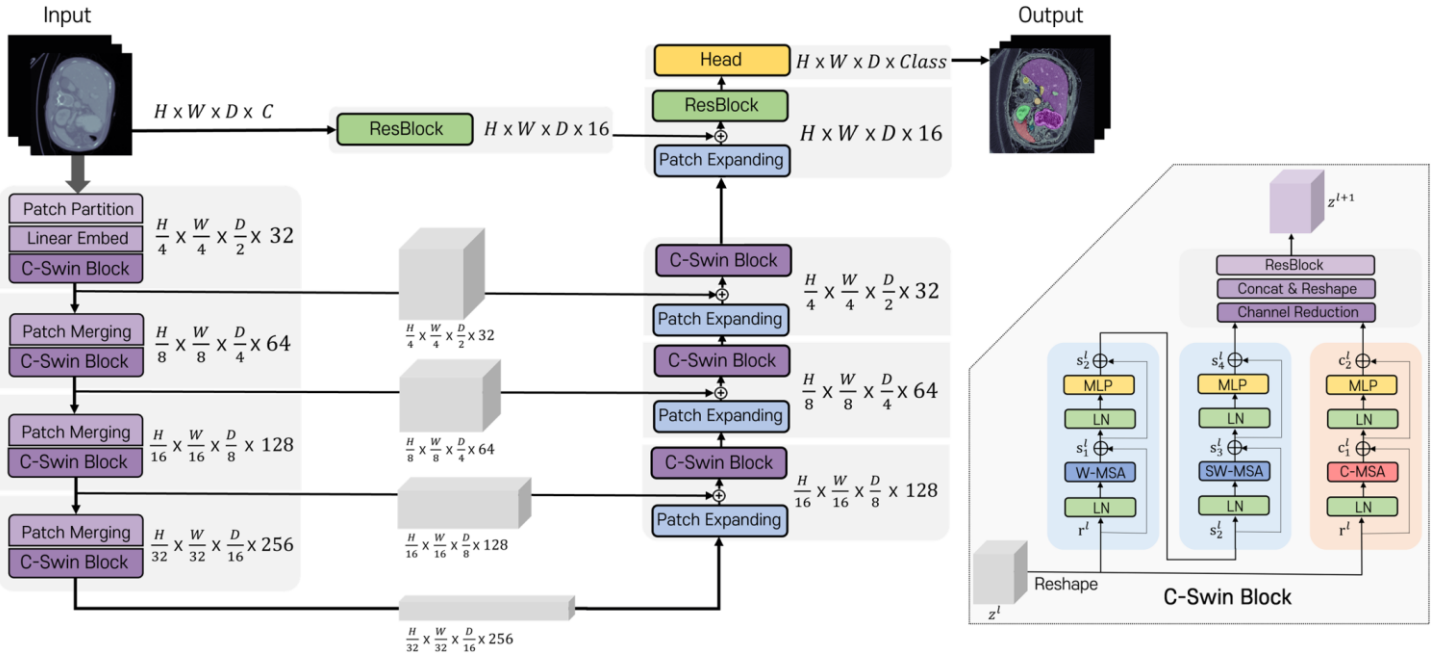 Input
H x W x D x C
ResBlock
H x W x D x 16
Patch Partition
Linear Embed
C-Swin Block
H/4 x W/4 x D/2 x 32
Patch Merging
C-Swin Block
H/8 x W/8 x D/4 x 64
Patch Merging
C-Swin Block
H/16 x W/16 x D/8 x 128
Patch Merging
C-Swin Block
H/32 x W/32 x D/16 x 256
H/4 x W/4 x D/2 x 32
H/8 x W/8 x D/4 x 64
H/16 x W/16 x D/8 x 128
H/32 x W/32 x D/16 x 256
Output
Head
H x W x D x Class
ResBlock
⊕
Patch Expanding
H x W x D x 16
C-Swin Block
⊕
Patch Expanding
H/4 x W/4 x D/2 x 32
C-Swin Block
⊕
Patch Expanding
H/8 x W/8 x D/4 x 64
C-Swin Block
⊕
Patch Expanding
H/16 x W/16 x D/8 x 128
z^{l+1}
ResBlock
Concat & Reshape
Channel Reduction
s_2^l ⊕
MLP
LN
s_1^l ⊕
W-MSA
LN
r^l
s_4^l ⊕
MLP
LN
s_3^l ⊕
SW-MSA
LN
s_2^l
c_2^l ⊕
MLP
LN
c_1^l ⊕
C-MSA
LN
r^l
Reshape
z^l
C-Swin Block